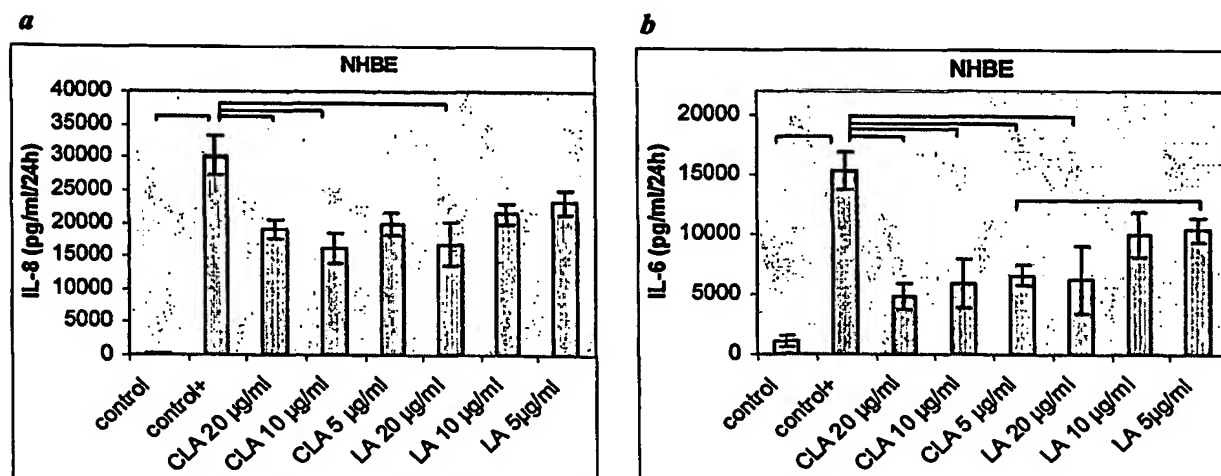 a
NHBE
IL-8 (pg/ml/24h)
40000
35000
30000
25000
20000
15000
10000
5000
0
control
control+
CLA 20 µg/ml
CLA 10 µg/ml
CLA 5 µg/ml
LA 20 µg/ml
LA 10 µg/ml
LA 5µg/ml
b
NHBE
IL-6 (pg/ml/24h)
20000
15000
10000
5000
0
control
control+
CLA 20 µg/ml
CLA 10 µg/ml
CLA 5 µg/ml
LA 20 µg/ml
LA 10 µg/ml
LA 5µg/ml